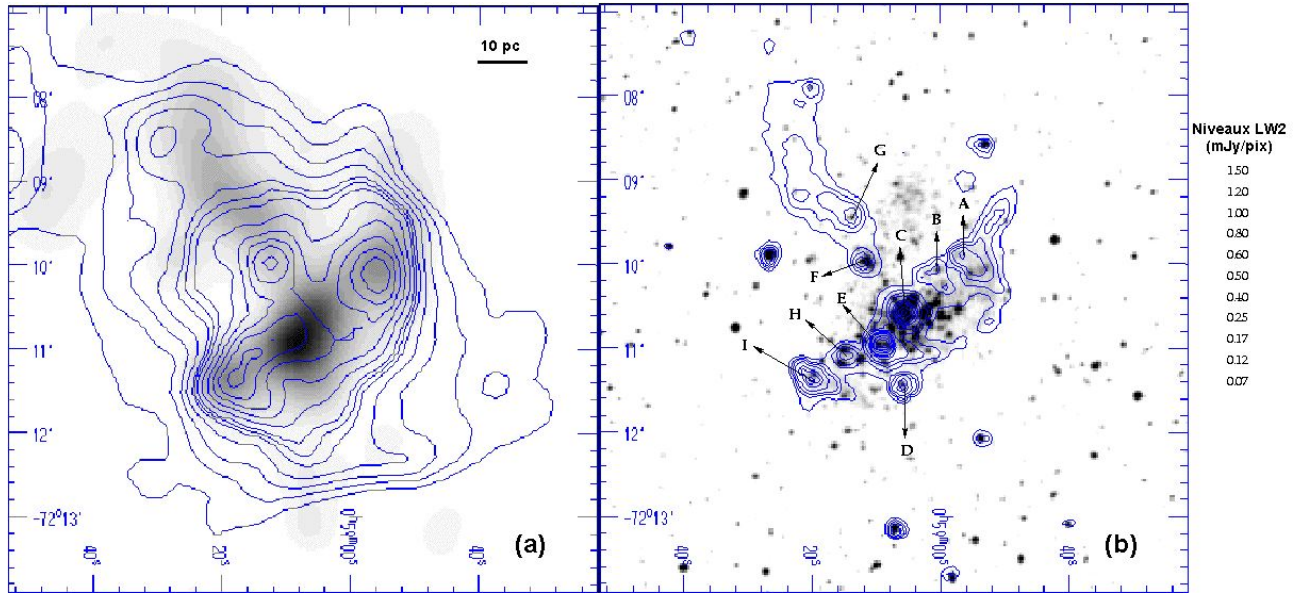 10 pc
08'
09'
10'
11'
12'
-72°13'
40ˢ
20ˢ
0ʰ59ᵐ00ˢ
40ˢ
(a)
08'
09'
10'
11'
12'
-72°13'
40ˢ
20ˢ
0ʰ59ᵐ00ˢ
40ˢ
G
A
B
C
F
E
H
I
D
(b)
Niveaux LW2
(mJy/pix)
1.50
1.20
1.00
0.80
0.60
0.50
0.40
0.25
0.17
0.12
0.07